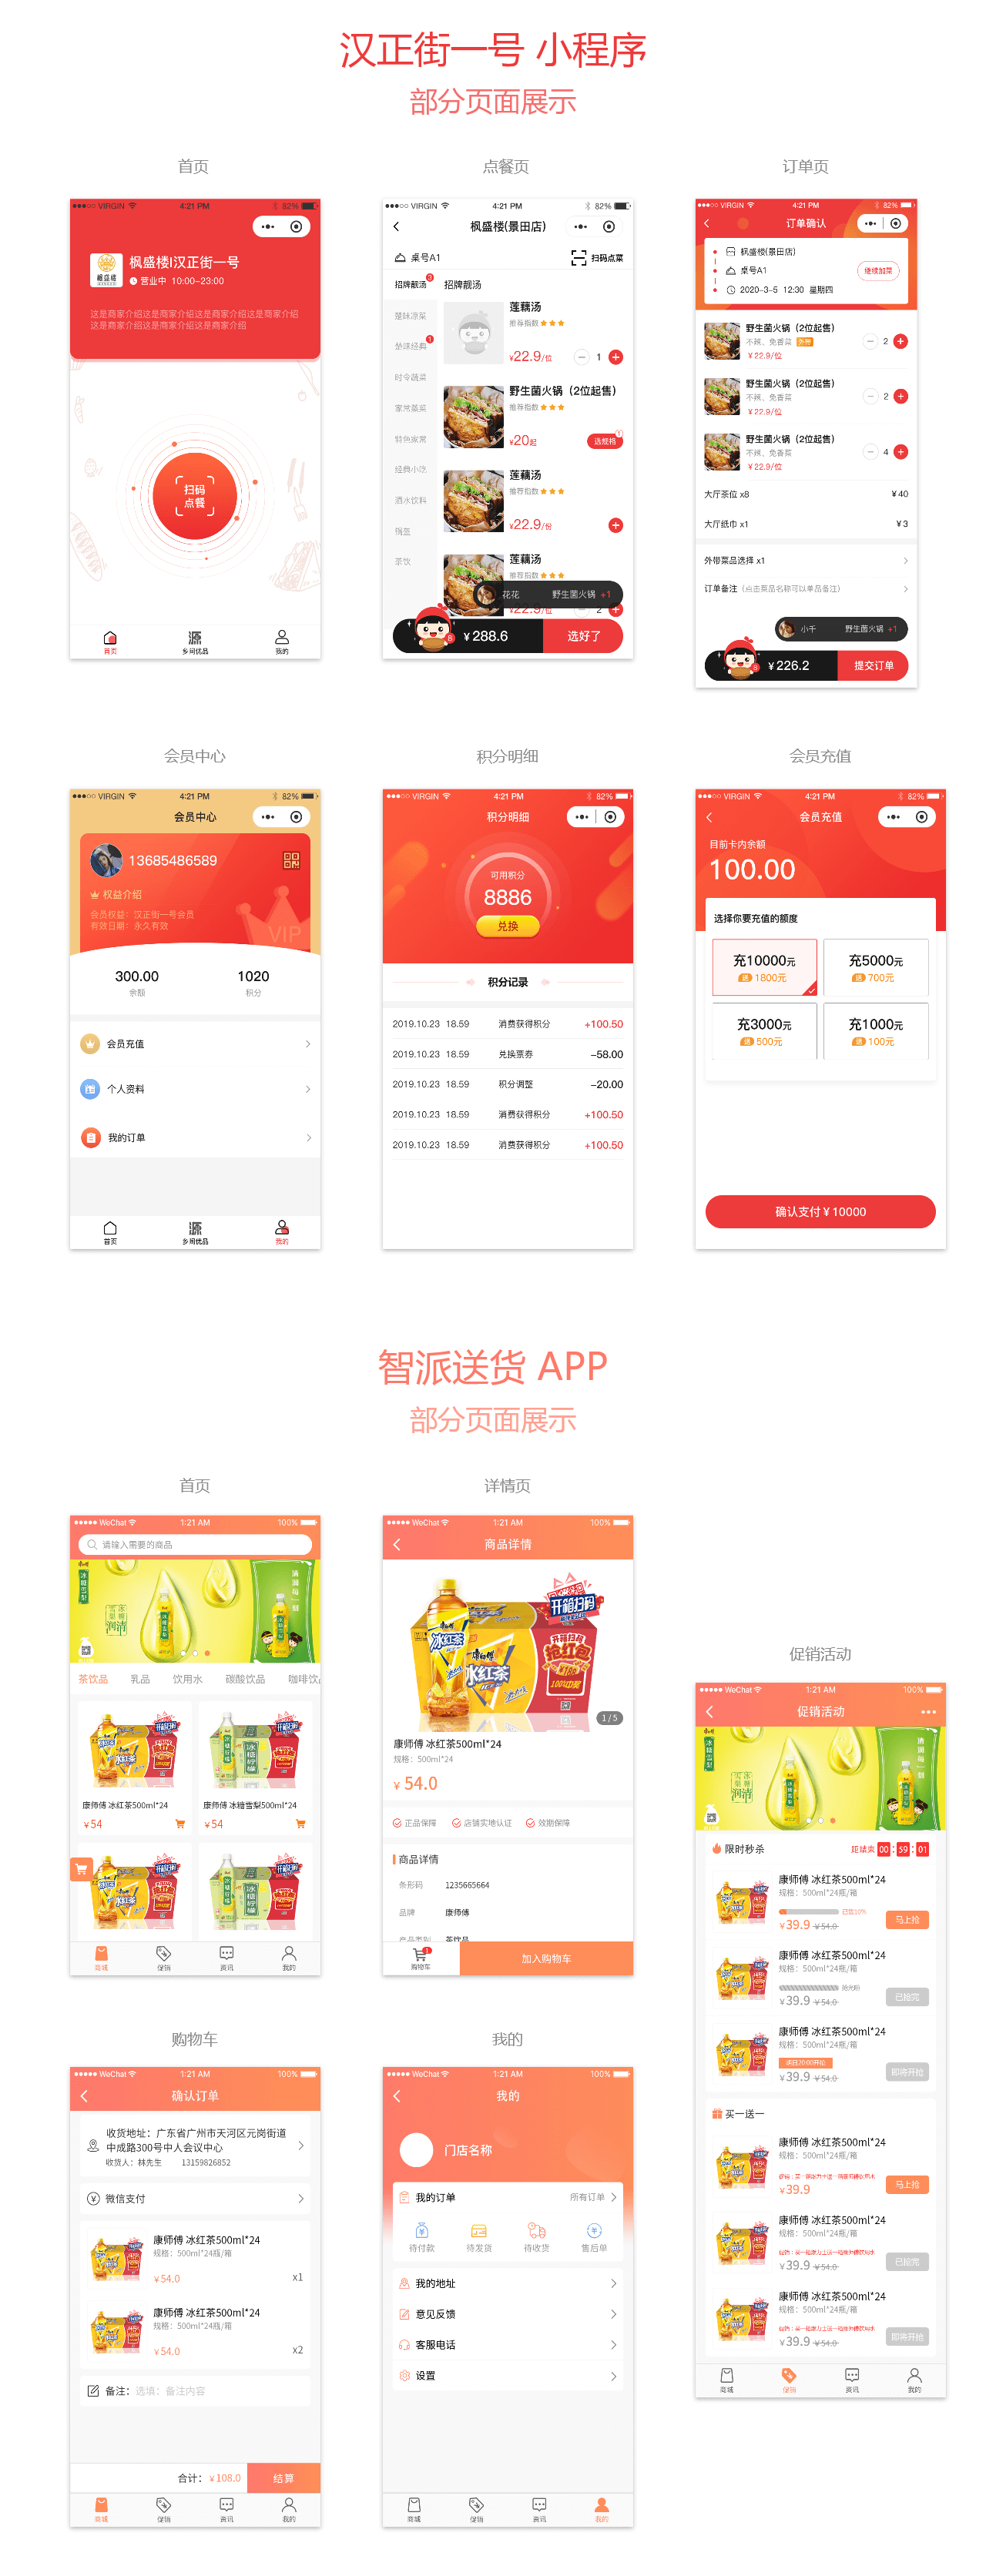 汉正街一号 小程序
部分页面展示
首页
点餐页
订单页
VIRGIN 4:21 PM 82%
枫盛楼|汉正街一号
营业中 10:00-23:00
这是商家介绍这是商家介绍这是商家介绍这是商家介绍
这是商家介绍这是商家介绍这是商家介绍
扫码
点餐
首页 乡间优品 我的
VIRGIN 4:21 PM 82%
枫盛楼(景田店)
桌号A1 扫码点菜
招牌靓汤 3
楚味凉菜
楚味经典 1
时令蔬菜
家常蒸菜
特色家常
经典小吃
酒水饮料
锅盔
茶饮
招牌靓汤
莲藕汤
推荐指数
¥22.9/位 1
野生菌火锅（2位起售）
推荐指数
¥20起 选规格 1
莲藕汤
推荐指数
¥22.9/份
莲藕汤
推荐指数
¥22.9/位 2
花花 野生菌火锅 +1
8 ¥288.6 选好了
VIRGIN 4:21 PM 82%
订单确认
枫盛楼(景田店)
桌号A1 继续加菜
2020-3-5 12:30 星期四
野生菌火锅（2位起售）
不辣、免香菜 外带
¥22.9/位 2
野生菌火锅（2位起售）
不辣、免香菜
¥22.9/位 2
野生菌火锅（2位起售）
不辣、免香菜
¥22.9/位 4
大厅茶位 x8 ¥40
大厅纸巾 x1 ¥3
外带菜品选择 x1
订单备注（点击菜品名称可以单品备注）
小千 野生菌火锅 +1
8 ¥226.2 提交订单
会员中心
积分明细
会员充值
VIRGIN 4:21 PM 82%
会员中心
13685486589
权益介绍
会员权益：汉正街一号会员
有效日期：永久有效
VIP
300.00 1020
余额 积分
会员充值
个人资料
我的订单
首页 乡间优品 我的
VIRGIN 4:21 PM 82%
积分明细
可用积分
8886
兑换
积分记录
2019.10.23 18.59 消费获得积分 +100.50
2019.10.23 18.59 兑换票券 -58.00
2019.10.23 18.59 积分调整 -20.00
2019.10.23 18.59 消费获得积分 +100.50
2019.10.23 18.59 消费获得积分 +100.50
VIRGIN 4:21 PM 82%
会员充值
目前卡内余额
100.00
选择你要充值的额度
充10000元 充5000元
送 1800元 送 700元
充3000元 充1000元
送 500元 送 100元
确认支付¥10000
智派送货 APP
部分页面展示
首页
详情页
WeChat 1:21 AM 100%
请输入需要的商品
茶饮品 乳品 饮用水 碳酸饮品 咖啡饮品
康师傅 冰红茶500ml*24 康师傅 冰糖雪梨500ml*24
¥54 ¥54
商城 促销 资讯 我的
WeChat 1:21 AM 100%
商品详情
开箱扫码
冰红茶
康师傅
抢红包
1/5
康师傅 冰红茶500ml*24
规格：500ml*24
¥ 54.0
正品保障 店铺实地认证 效期保障
商品详情
条形码 1235665664
品牌 康师傅
产品类别 茶饮品
购物车 1 加入购物车
促销活动
WeChat 1:21 AM 100%
促销活动
限时秒杀 距结束 00:59:01
康师傅 冰红茶500ml*24
规格：500ml*24瓶/箱
已售10%
¥39.9 ¥54.0 马上抢
康师傅 冰红茶500ml*24
规格：500ml*24瓶/箱
抢光啦
¥39.9 ¥54.0 已抢完
康师傅 冰红茶500ml*24
规格：500ml*24瓶/箱
明日20:00开抢
¥39.9 ¥54.0 即将开抢
买一送一
康师傅 冰红茶500ml*24
规格：500ml*24瓶/箱
¥39.9 马上抢
康师傅 冰红茶500ml*24
规格：500ml*24瓶/箱
¥39.9 ¥54.0 已抢完
康师傅 冰红茶500ml*24
规格：500ml*24瓶/箱
¥39.9 ¥54.0 即将开抢
商城 促销 资讯 我的
购物车
我的
WeChat 1:21 AM 100%
确认订单
收货地址：广东省广州市天河区元岗街道
中成路300号中人会议中心
收货人：林先生 13159826852
微信支付
康师傅 冰红茶500ml*24
规格：500ml*24瓶/箱
¥54.0 x1
康师傅 冰红茶500ml*24
规格：500ml*24瓶/箱
¥54.0 x2
备注：选填：备注内容
合计：¥108.0 结算
商城 促销 资讯 我的
WeChat 1:21 AM 100%
我的
门店名称
我的订单 所有订单
待付款 待发货 待收货 售后单
我的地址
意见反馈
客服电话
设置
商城 促销 资讯 我的